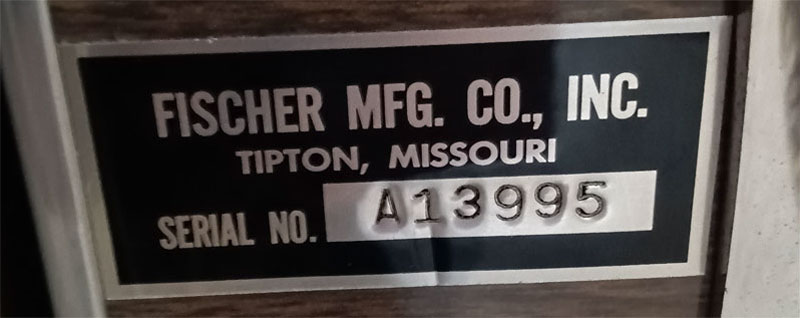 FISCHER MFG. CO., INC.
TIPTON, MISSOURI
SERIAL NO. A13995